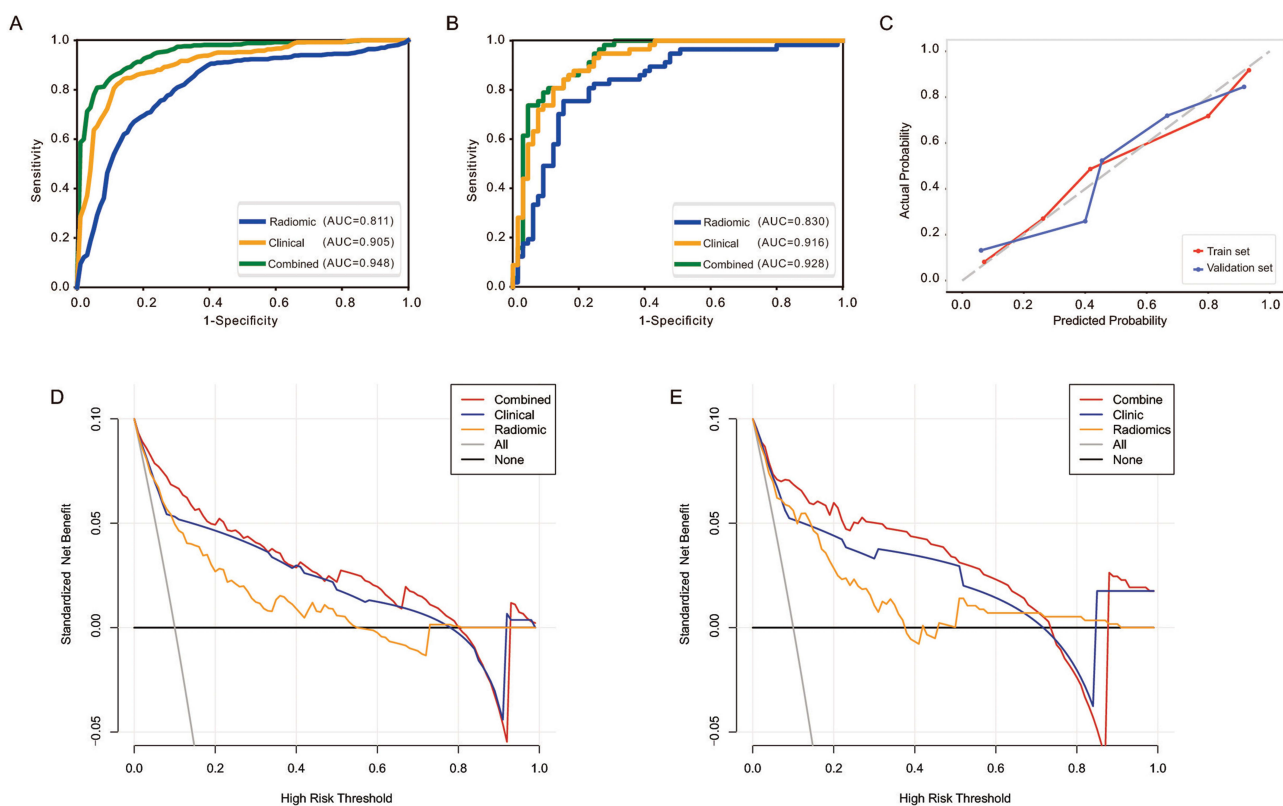 A
1.0
0.8
0.6
0.4
0.2
0.0
Sensitivity
Radiomic (AUC=0.811)
Clinical (AUC=0.905)
Combined (AUC=0.948)
0.0 0.2 0.4 0.6 0.8 1.0
1-Specificity
B
1.0
0.8
0.6
0.4
0.2
0.0
Sensitivity
Radiomic (AUC=0.830)
Clinical (AUC=0.916)
Combined (AUC=0.928)
0.0 0.2 0.4 0.6 0.8 1.0
1-Specificity
C
1.0
0.8
0.6
0.4
0.2
0.0
Actual Probability
Train set
Validation set
0.0 0.2 0.4 0.6 0.8 1.0
Predicted Probability
D
0.10
0.05
0.00
−0.05
Standardized Net Benefit
Combined
Clinical
Radiomic
All
None
0.0 0.2 0.4 0.6 0.8 1.0
High Risk Threshold
E
0.10
0.05
0.00
−0.05
Standardized Net Benefit
Combine
Clinic
Radiomics
All
None
0.0 0.2 0.4 0.6 0.8 1.0
High Risk Threshold